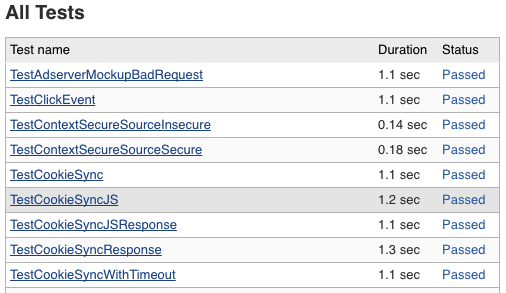 All Tests
Test name Duration Status
TestAdserverMockupBadRequest 1.1 sec Passed
TestClickEvent 1.1 sec Passed
TestContextSecureSourceInsecure 0.14 sec Passed
TestContextSecureSourceSecure 0.18 sec Passed
TestCookieSync 1.1 sec Passed
TestCookieSyncJS 1.2 sec Passed
TestCookieSyncJSResponse 1.1 sec Passed
TestCookieSyncResponse 1.3 sec Passed
TestCookieSyncWithTimeout 1.1 sec Passed